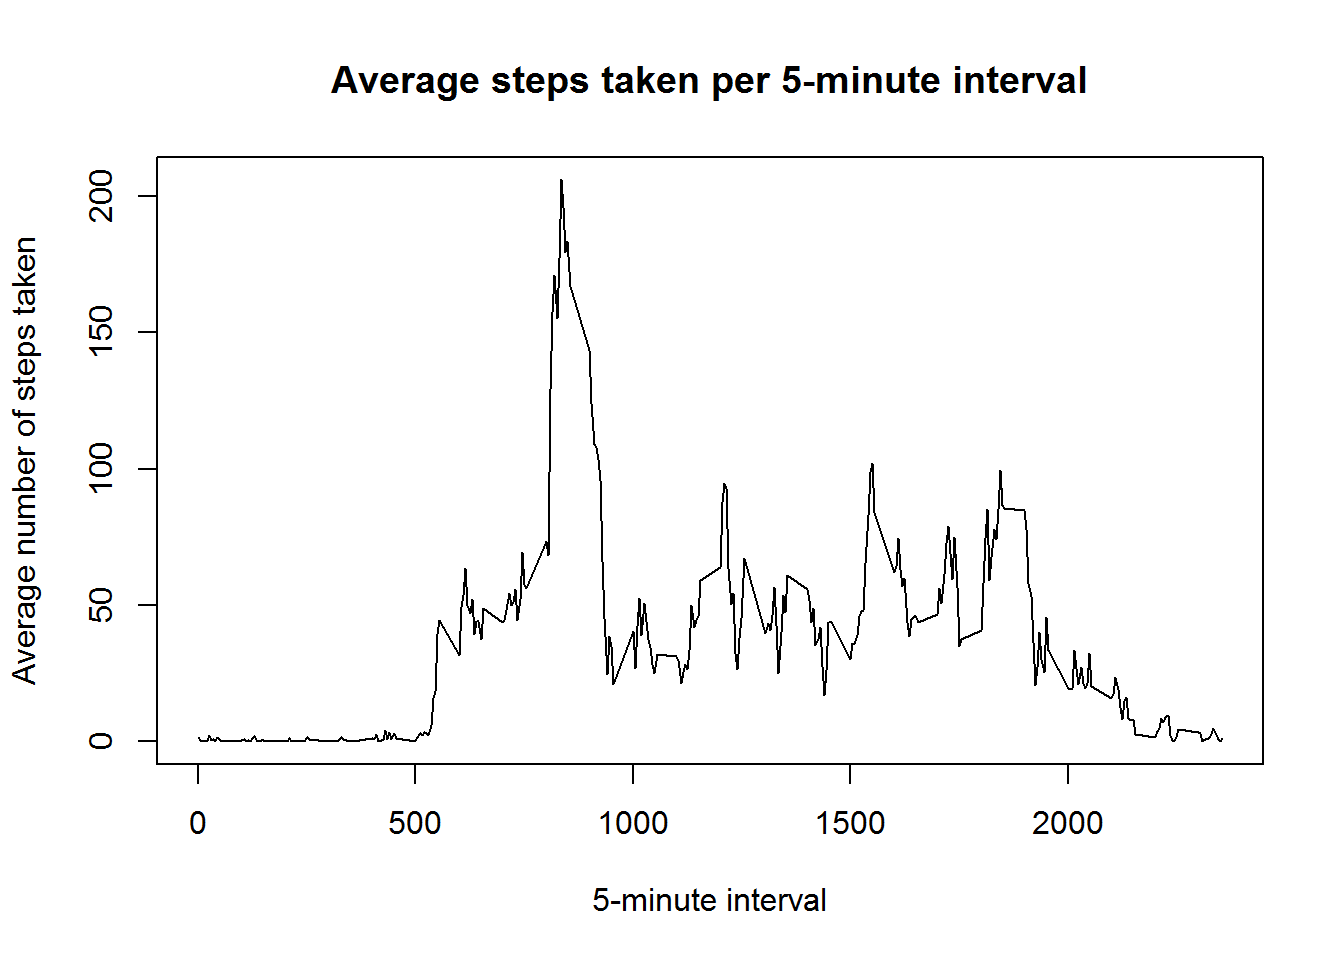 Average steps taken per 5-minute interval
Average number of steps taken
200
150
100
50
0
0 500 1000 1500 2000
5-minute interval